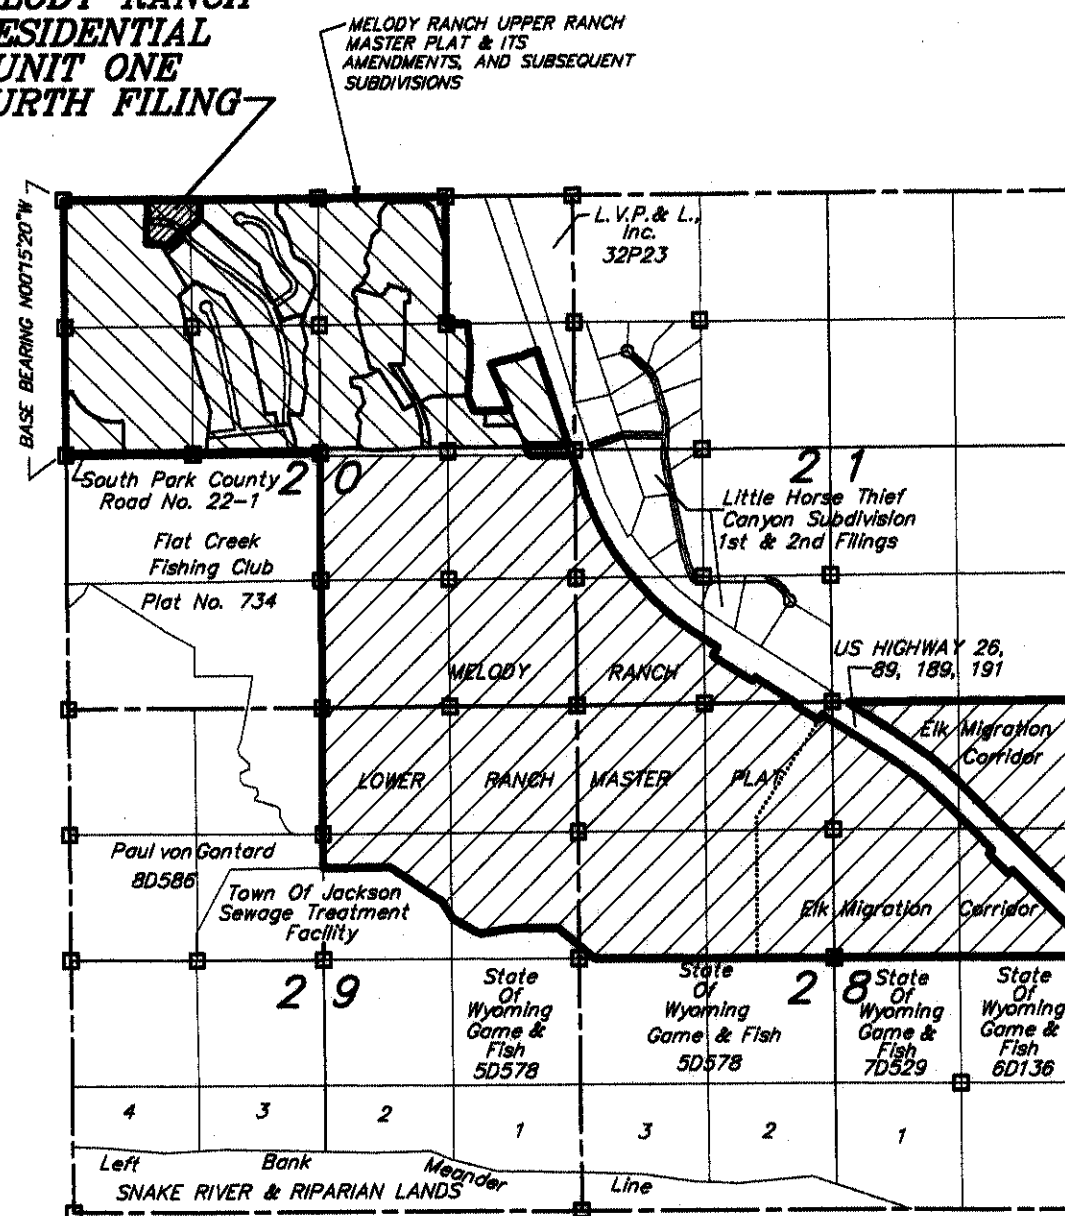 LODY RANCH
ESIDENTIAL
UNIT ONE
URTH FILING
MELODY RANCH UPPER RANCH
MASTER PLAT & ITS
AMENDMENTS, AND SUBSEQUENT
SUBDIVISIONS
BASE BEARING N00°15'20"W
L.V.P.& L.,
Inc.
32P23
South Park County
Road No. 22-1
20
21
Little Horse Thief
Canyon Subdivision
1st & 2nd Filings
Flat Creek
Fishing Club
Plat No. 734
US HIGHWAY 26,
89, 189, 191
MELODY RANCH
LOWER RANCH MASTER PLAT
Elk Migration
Corridor
Paul von Gontard
8D586
Town Of Jackson
Sewage Treatment
Facility
Elk Migration Corridor
29
28
State
Of
Wyoming
Game &
Fish
5D578
State
Of
Wyoming
Game & Fish
5D578
State
Of
Wyoming
Game &
Fish
7D529
State
Of
Wyoming
Game &
Fish
6D136
4 3 2 1 3 2 1
Left Bank Meander Line
SNAKE RIVER & RIPARIAN LANDS